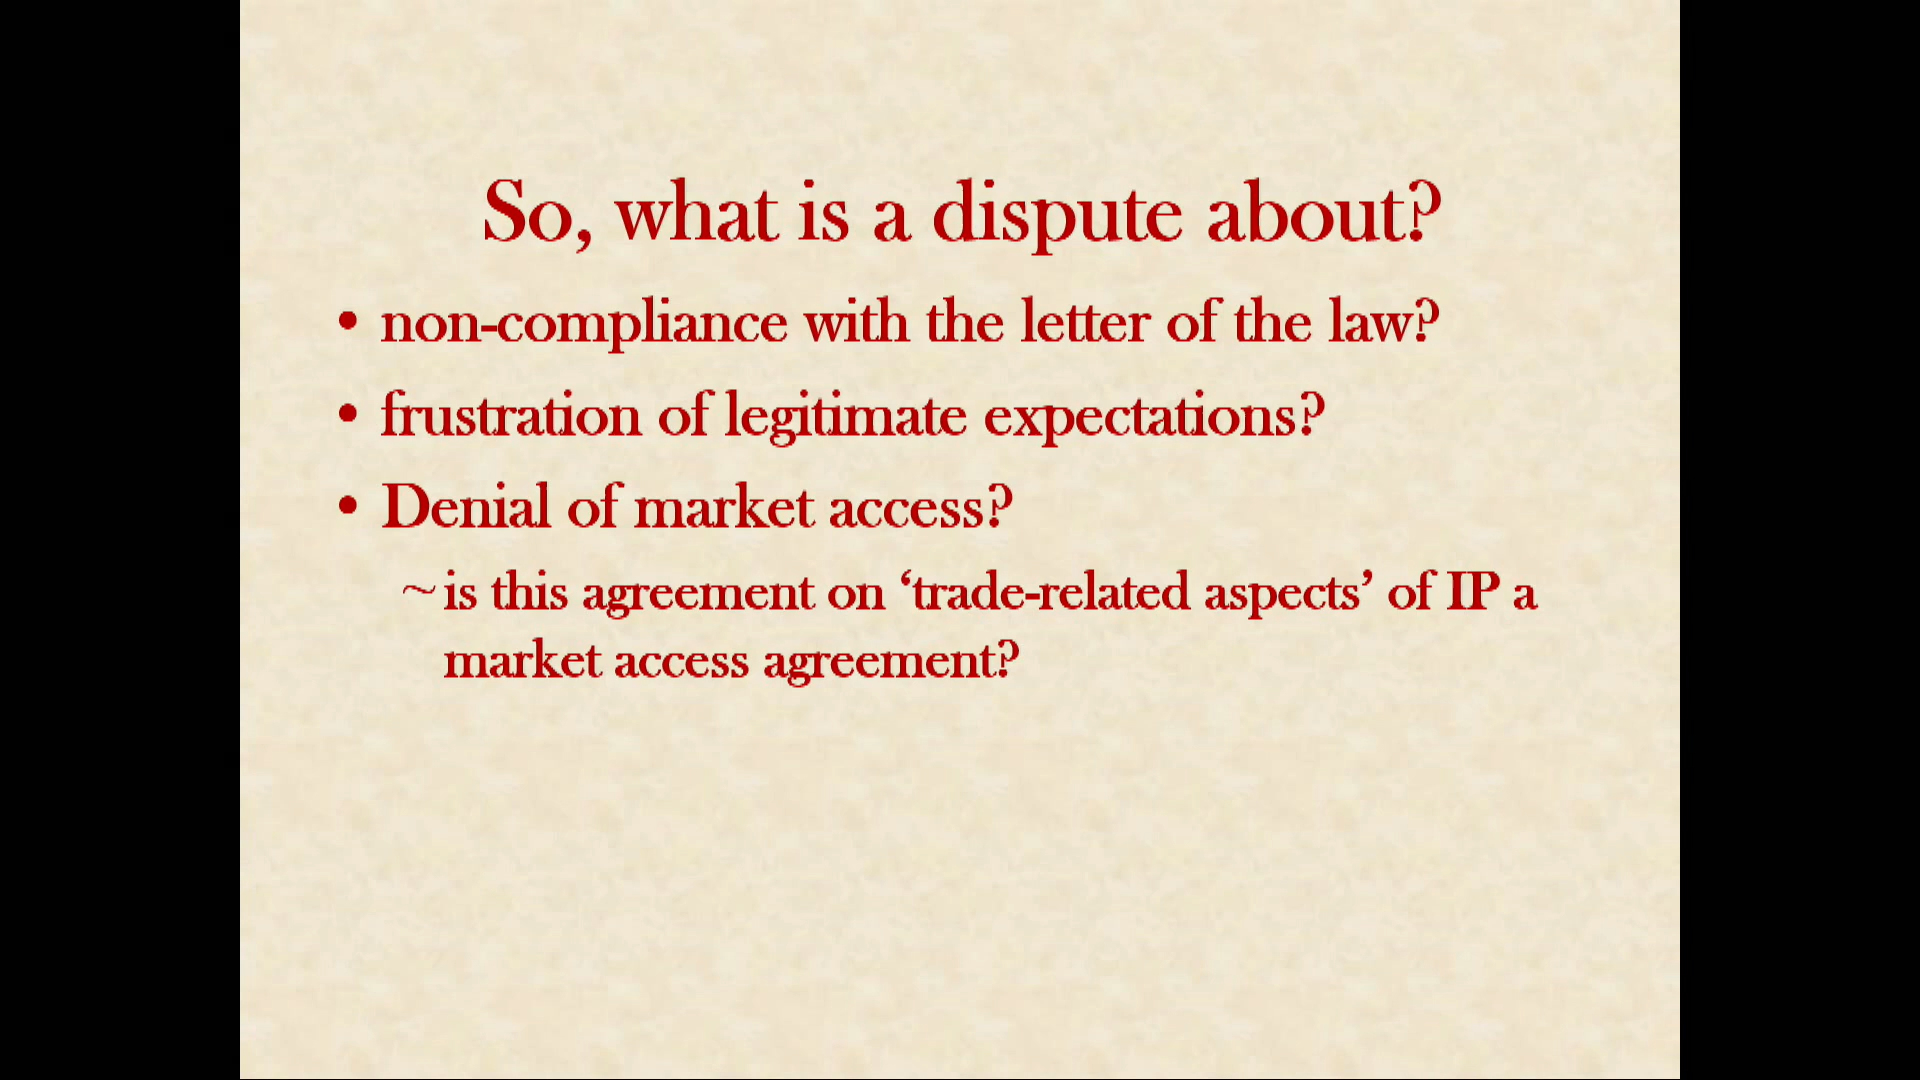 So, what is a dispute about?
• non-compliance with the letter of the law?
• frustration of legitimate expectations?
• Denial of market access?
~ is this agreement on ‘trade-related aspects’ of IP a
market access agreement?